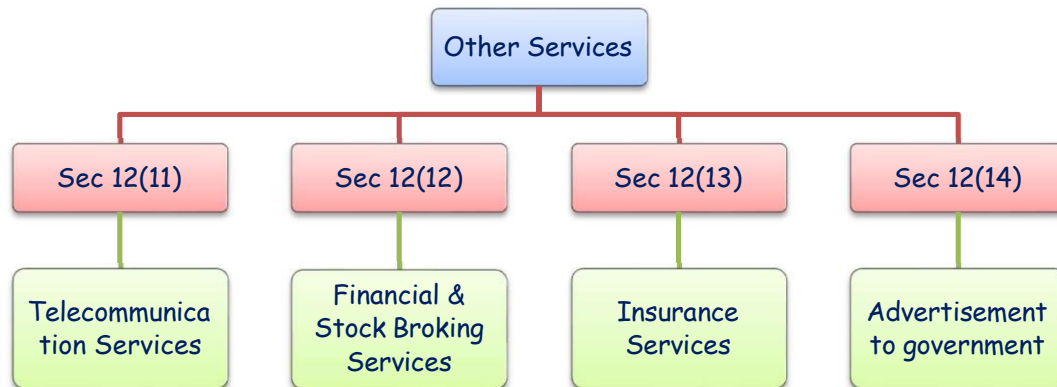 Other Services
Sec 12(11)
Sec 12(12)
Sec 12(13)
Sec 12(14)
Telecommunica
tion Services
Financial &
Stock Broking
Services
Insurance
Services
Advertisement
to government